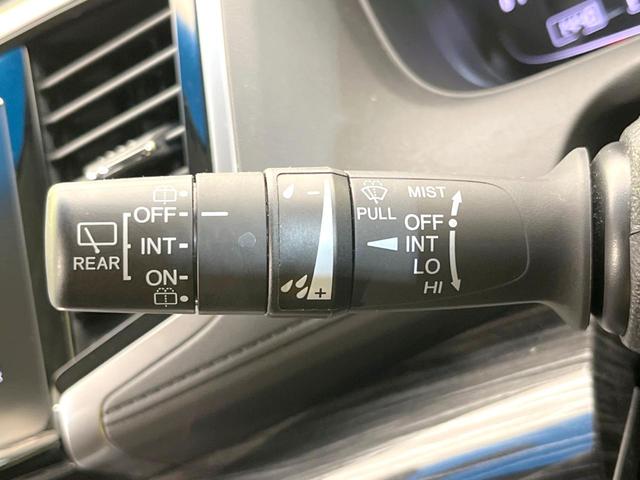 OFF
INT
REAR
ON
- 
+
PULL
MIST
OFF
INT
LO
HI